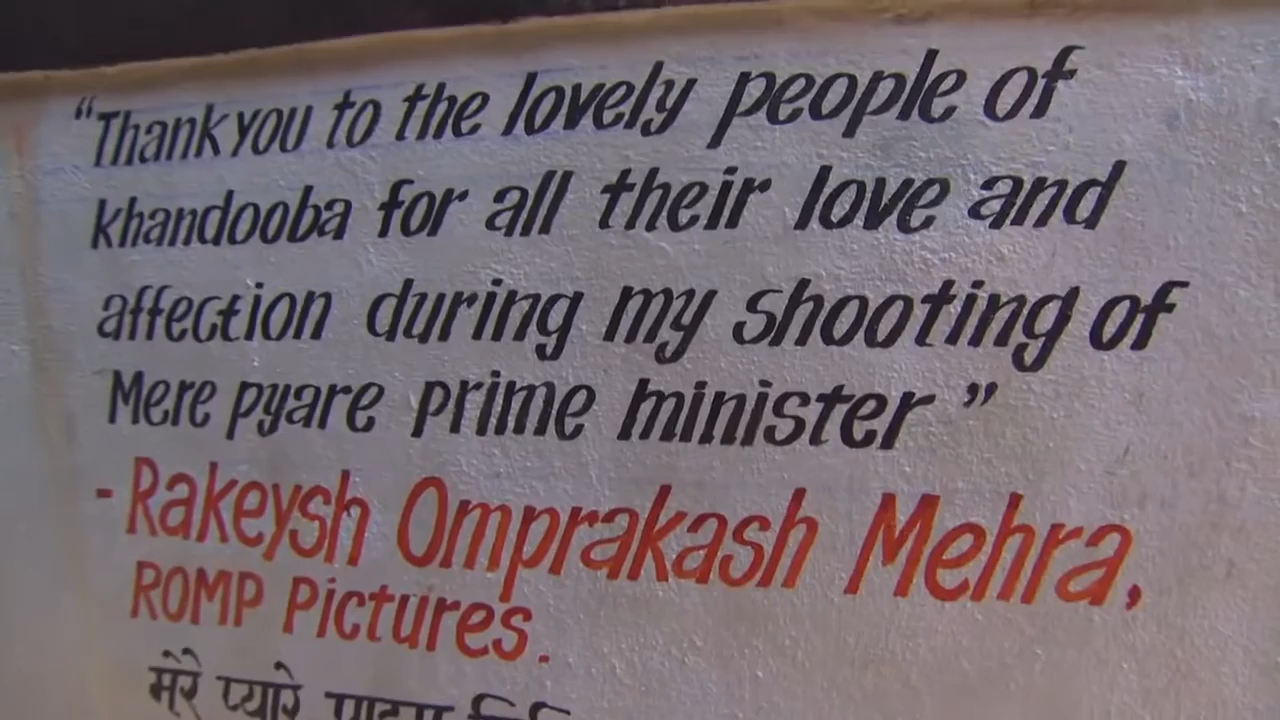 “Thank you to the lovely people of
khandooba for all their love and
affection during my shooting of
Mere pyare prime minister”
- Rakeysh Omprakash Mehra,
ROMP Pictures.
मेरे प्यारे